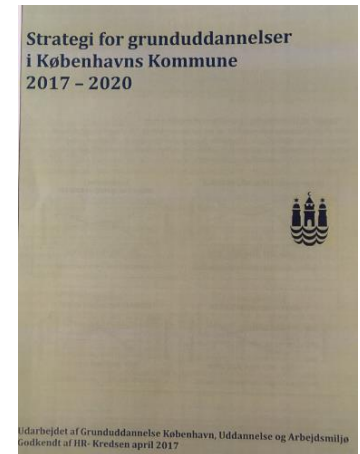 Strategi for grunduddannelser
i Københavns Kommune
2017 – 2020
Udarbejdet af Grunduddannelse København, Uddannelse og Arbejdsmiljø
Godkendt af HR- Kredsen april 2017